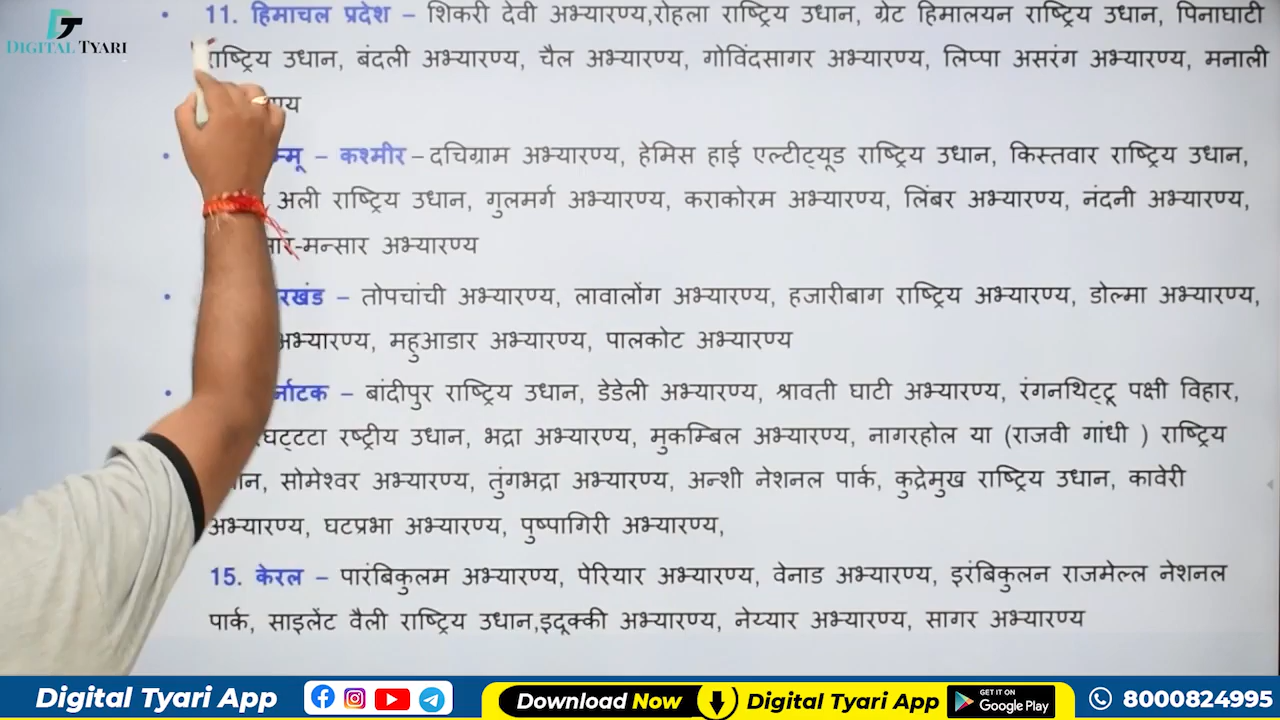 DIGITAL TYARI
11. हिमाचल प्रदेश – शिकरी देवी अभ्यारण्य,रोहला राष्ट्रिय उधान, ग्रेट हिमालयन राष्ट्रिय उधान, पिनाघाटी
राष्ट्रिय उधान, बंदली अभ्यारण्य, चैल अभ्यारण्य, गोविंदसागर अभ्यारण्य, लिप्पा असरंग अभ्यारण्य, मनाली
– कश्मीर – दचिग्राम अभ्यारण्य, हेमिस हाई एल्टीट्यूड राष्ट्रिय उधान, किस्तवार राष्ट्रिय उधान,
अली राष्ट्रिय उधान, गुलमर्ग अभ्यारण्य, कराकोरम अभ्यारण्य, लिंबर अभ्यारण्य, नंदनी अभ्यारण्य,
-मन्सार अभ्यारण्य
– तोपचांची अभ्यारण्य, लावालोंग अभ्यारण्य, हजारीबाग राष्ट्रिय अभ्यारण्य, डोल्मा अभ्यारण्य,
अभ्यारण्य, महुआडार अभ्यारण्य, पालकोट अभ्यारण्य
– बांदीपुर राष्ट्रिय उधान, डेडेली अभ्यारण्य, श्रावती घाटी अभ्यारण्य, रंगनथिट्टू पक्षी विहार,
रष्ट्रीय उधान, भद्रा अभ्यारण्य, मुकम्बिल अभ्यारण्य, नागरहोल या (राजवी गांधी ) राष्ट्रिय
सोमेश्वर अभ्यारण्य, तुंगभद्रा अभ्यारण्य, अन्शी नेशनल पार्क, कुद्रेमुख राष्ट्रिय उधान, कावेरी
अभ्यारण्य, घटप्रभा अभ्यारण्य, पुष्पागिरी अभ्यारण्य,
15. केरल – पारंबिकुलम अभ्यारण्य, पेरियार अभ्यारण्य, वेनाड अभ्यारण्य, इरंबिकुलन राजमेल्ल नेशनल
पार्क, साइलेंट वैली राष्ट्रिय उधान,इदूक्की अभ्यारण्य, नेय्यार अभ्यारण्य, सागर अभ्यारण्य
Digital Tyari App Download Now Digital Tyari App GET IT ON Google Play 8000824995